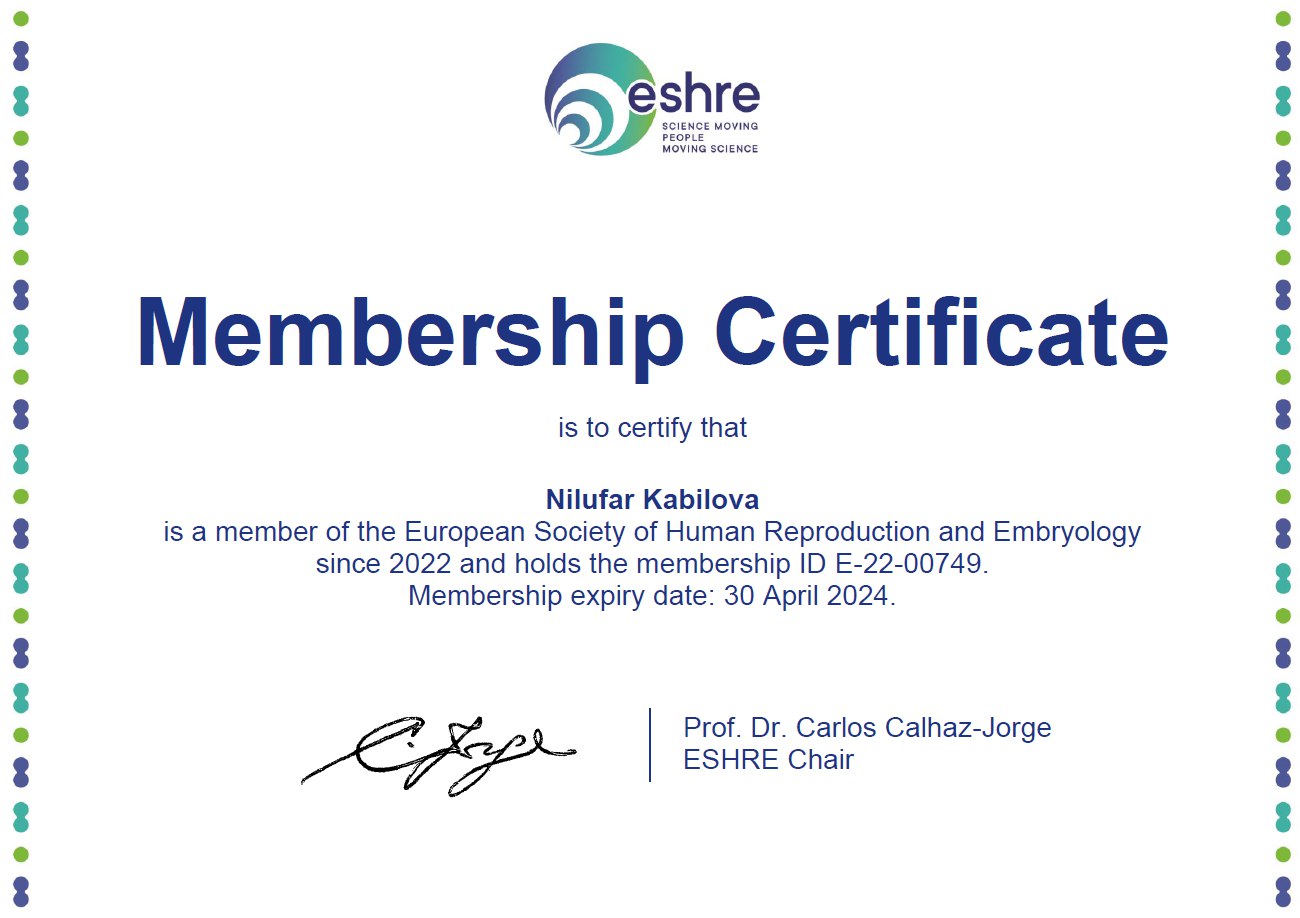 eshre
SCIENCE MOVING
PEOPLE
MOVING SCIENCE
Membership Certificate
is to certify that
Nilufar Kabilova
is a member of the European Society of Human Reproduction and Embryology
since 2022 and holds the membership ID E-22-00749.
Membership expiry date: 30 April 2024.
C. Jorge
Prof. Dr. Carlos Calhaz-Jorge
ESHRE Chair